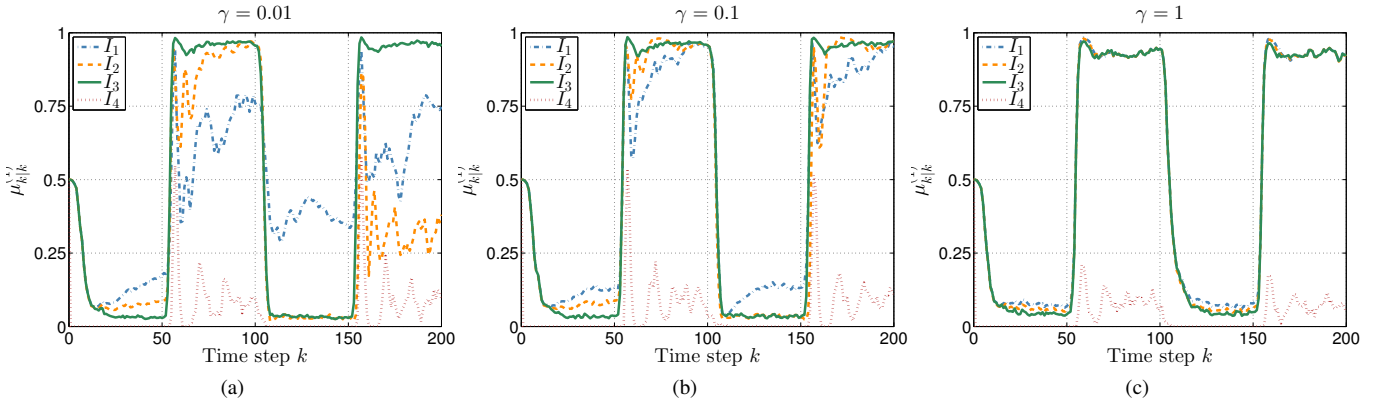 γ = 0.01
1
0.75
0.5
0.25
0
0 50 100 150 200
I₁
I₂
I₃
I₄
Time step k
(a)
γ = 0.1
1
0.75
0.5
0.25
0
0 50 100 150 200
I₁
I₂
I₃
I₄
Time step k
(b)
γ = 1
1
0.75
0.5
0.25
0
0 50 100 150 200
I₁
I₂
I₃
I₄
Time step k
(c)